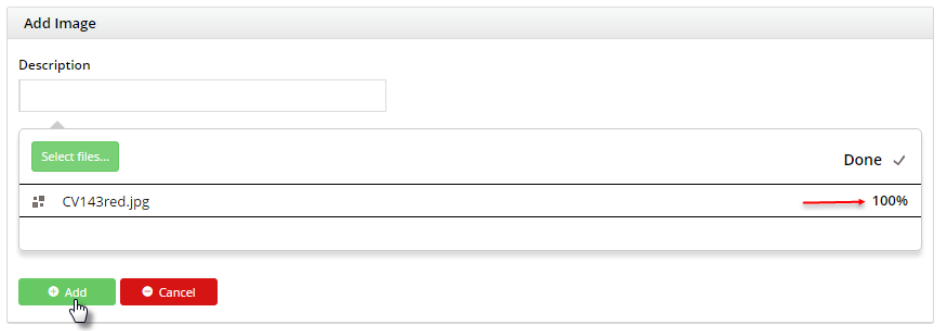 Add Image
Description
Select files...
Done
CV143red.jpg
100%
Add
Cancel